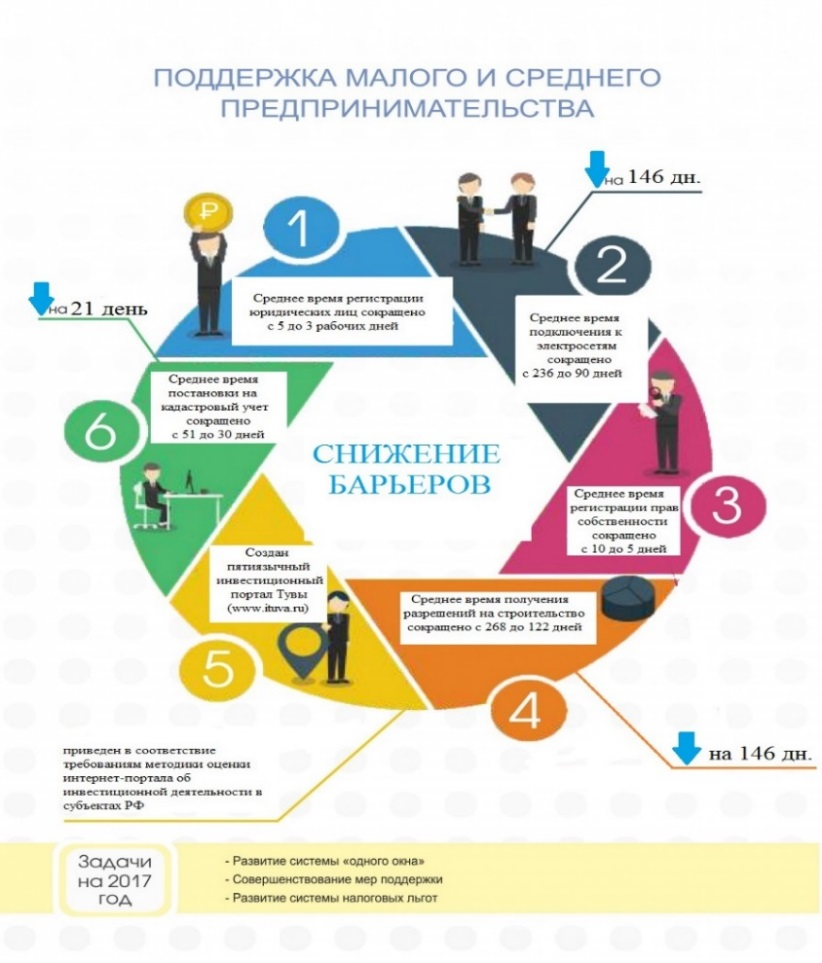 ПОДДЕРЖКА МАЛОГО И СРЕДНЕГО
ПРЕДПРИНИМАТЕЛЬСТВА
₽
1
Среднее время регистрации
юридических лиц сокращено
с 5 до 3 рабочих дней
на 146 дн.
2
Среднее время
подключения к
электросетям
сокращено
с 236 до 90 дней
3
Среднее время
регистрации прав
собственности
сокращено
с 10 до 5 дней
4
Среднее время получения
разрешений на строительство
сокращено с 268 до 122 дней
на 146 дн.
5
Создан
пятиязычный
инвестиционный
портал Тувы
(www.ituva.ru)
приведен в соответствие
требованиям методики оценки
интернет-портала об
инвестиционной деятельности в
субъектах РФ
6
Среднее время
постановки на
кадастровый учет
сокращено
с 51 до 30 дней
на 21 день
СНИЖЕНИЕ
БАРЬЕРОВ
Задачи
на 2017
год
- Развитие системы «одного окна»
- Совершенствование мер поддержки
- Развитие системы налоговых льгот